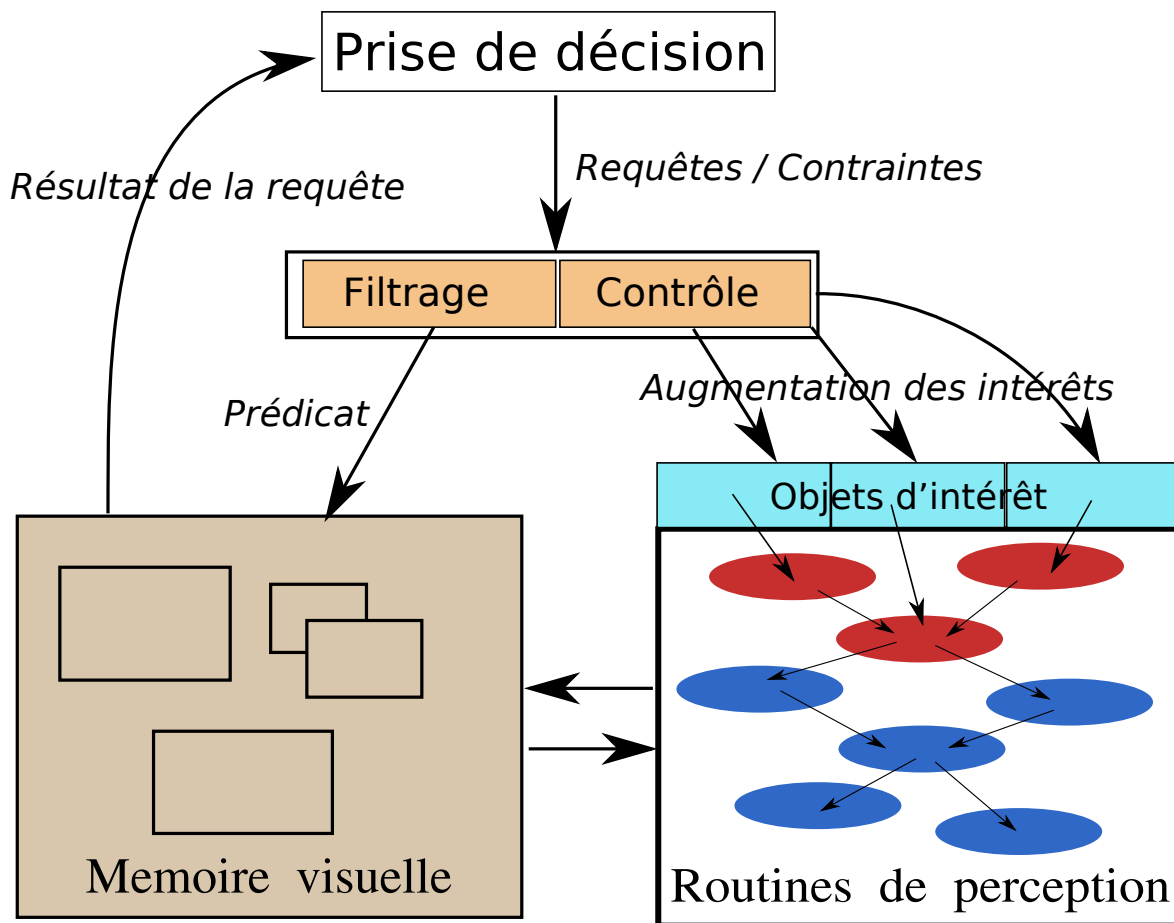 Prise de décision
Requêtes / Contraintes
Résultat de la requête
Filtrage
Contrôle
Augmentation des intérêts
Prédicat
Objets d'intérêt
Memoire visuelle
Routines de perception